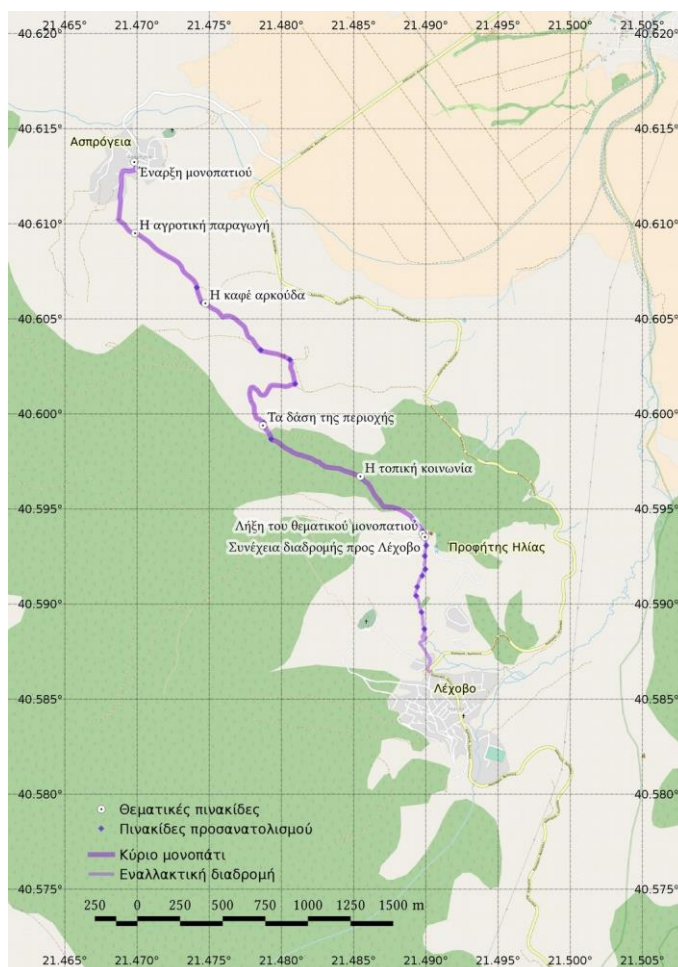 21.465 21.470 21.475 21.480 21.485 21.490 21.495 21.500 21.505
40.620° 40.620°
40.615° 40.615°
Ασπρόγεια
Έναρξη μονοπατιού
40.610° 40.610°
Η αγροτική παραγωγή
Η καφέ αρκούδα
40.605° 40.605°
40.600° 40.600°
Τα δάση της περιοχής
Η τοπική κοινωνία
40.595° 40.595°
Λήξη του θεματικού μονοπατιού
Συνέχεια διαδρομής προς Λέχοβο
Προφήτης Ηλίας
40.590° 40.590°
40.585° 40.585°
Λέχοβο
40.580° 40.580°
Θεματικές πινακίδες
Πινακίδες προσανατολισμού
Κύριο μονοπάτι
Εναλλακτική διαδρομή
40.575° 40.575°
250 0 250 500 750 1000 1250 1500 m
21.465 21.470 21.475 21.480 21.485 21.490 21.495 21.500 21.505